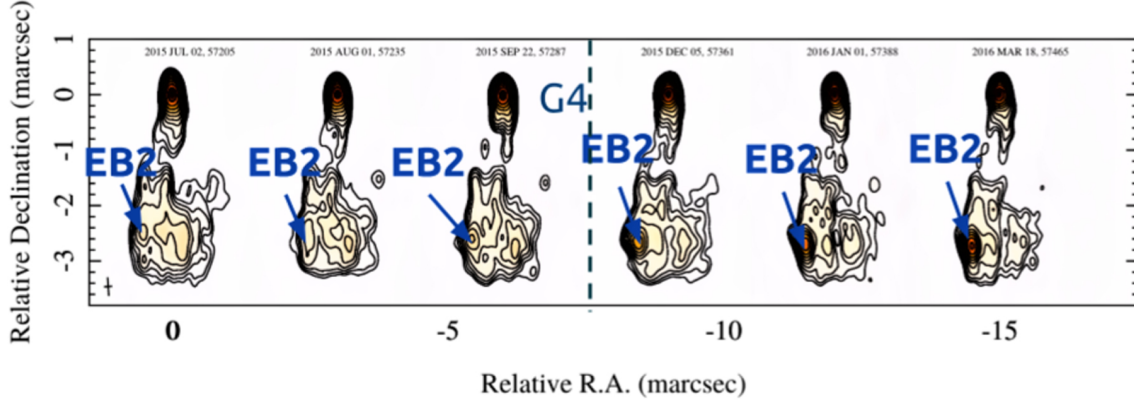 Relative Declination (marcsec)
1
0
-1
-2
-3
2015 JUL 02, 57205
2015 AUG 01, 57235
2015 SEP 22, 57287
2015 DEC 05, 57361
2016 JAN 01, 57388
2016 MAR 18, 57465
G4
EB2
EB2
EB2
EB2
EB2
EB2
0
-5
-10
-15
Relative R.A. (marcsec)